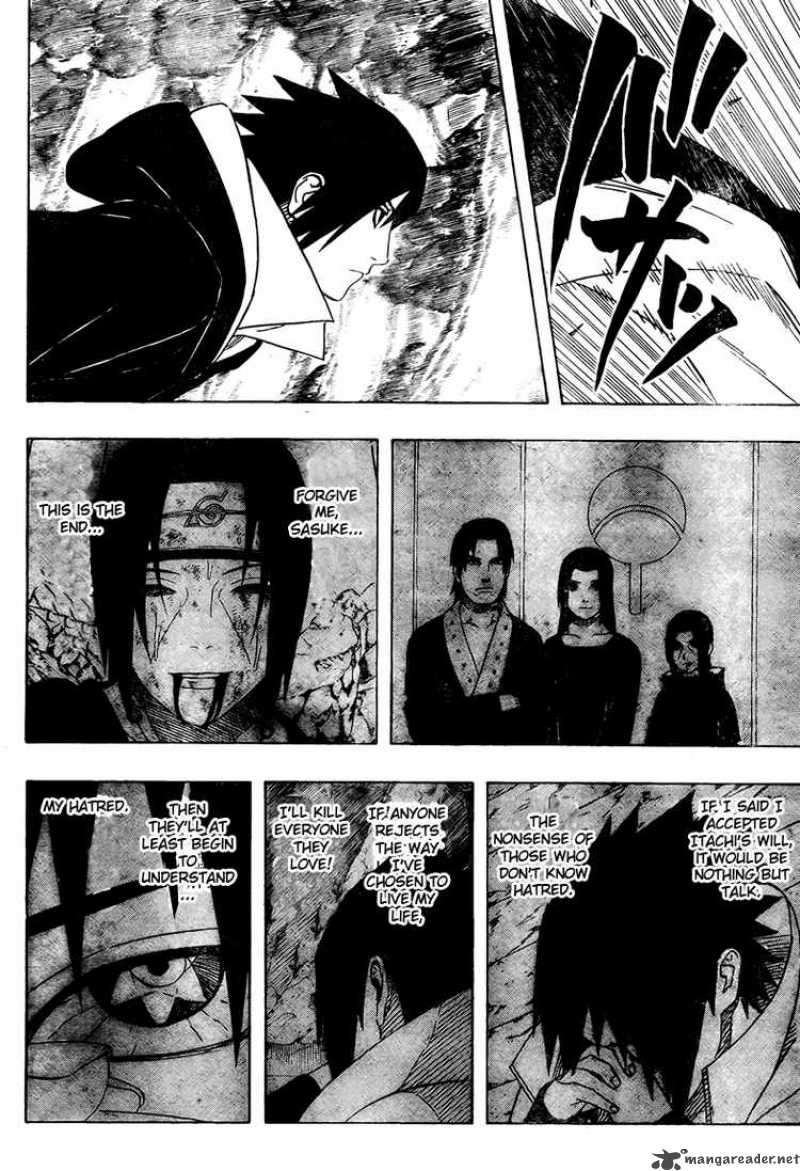 バサッ
FORGIVE
ME,
SASUKE...
THIS IS THE
END...
IF I SAID I
ACCEPTED
ITACHI'S WILL,
IT WOULD BE
NOTHING BUT
TALK.
THE
NONSENSE OF
THOSE WHO
DON'T KNOW
HATRED.
IF ANYONE
REJECTS
THE WAY
I'VE
CHOSEN TO
LIVE MY
LIFE,
I'LL KILL
EVERYONE
THEY
LOVE!
THEN
THEY'LL AT
LEAST BEGIN
TO
UNDERSTAND
...
MY HATRED.
mangareader.net